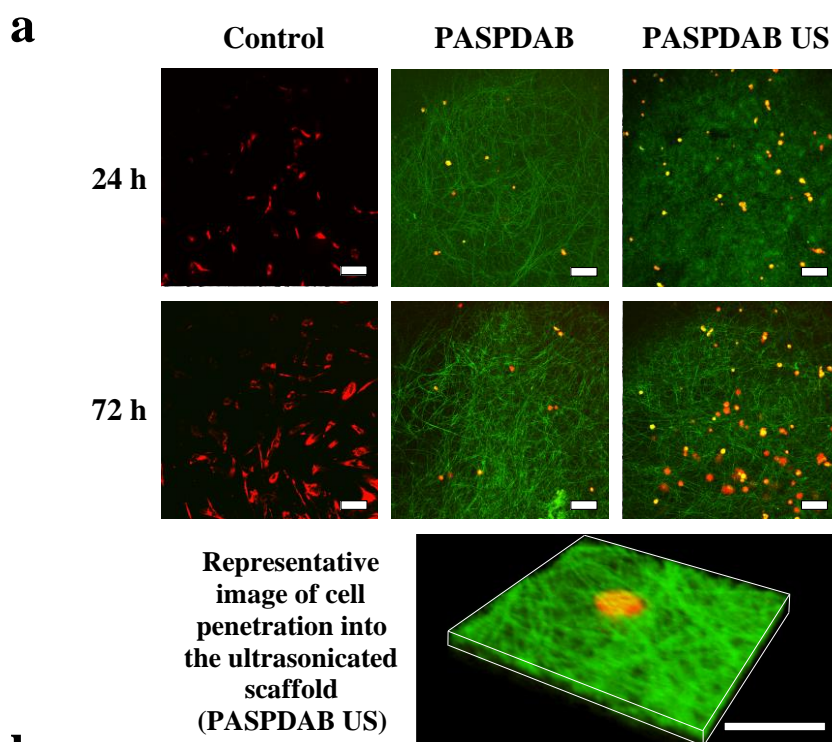 a
Control PASPDAB PASPDAB US
24 h
72 h
Representative
image of cell
penetration into
the ultrasonicated
scaffold
(PASPDAB US)